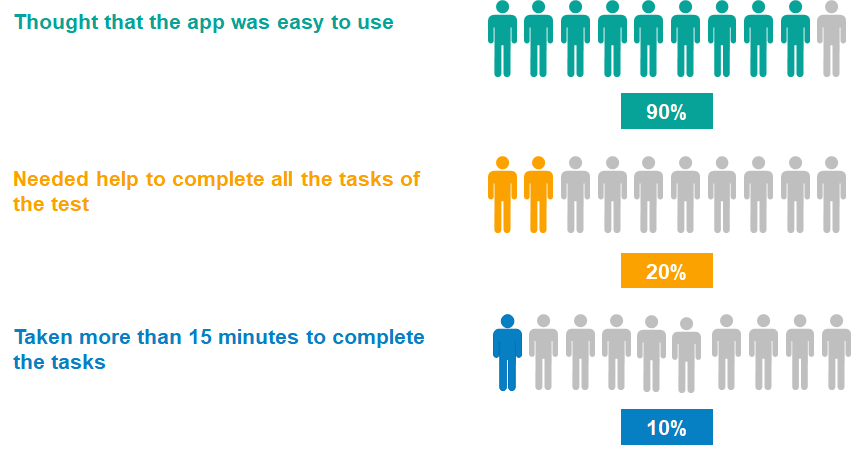 Thought that the app was easy to use
90%
Needed help to complete all the tasks of
the test
20%
Taken more than 15 minutes to complete
the tasks
10%